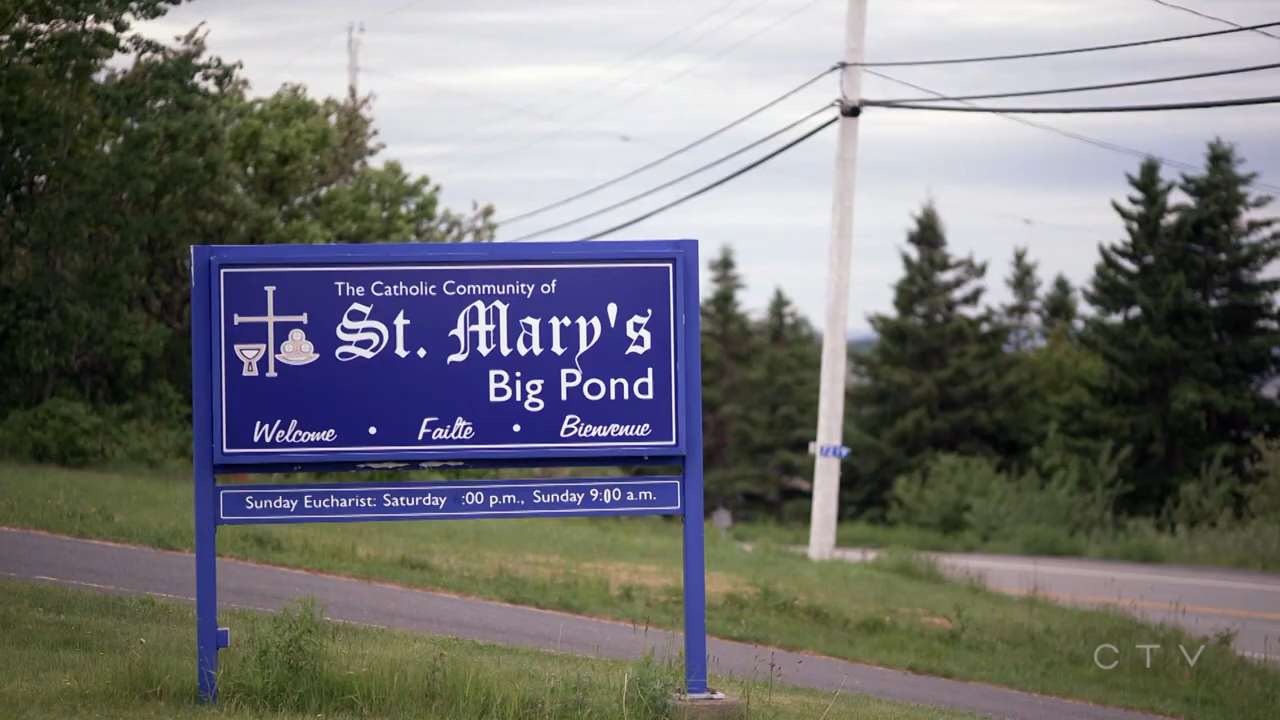 The Catholic Community of
St. Mary's
Big Pond
Welcome • Failte • Bienvenue
Sunday Eucharist: Saturday :00 p.m., Sunday 9:00 a.m.
CTV